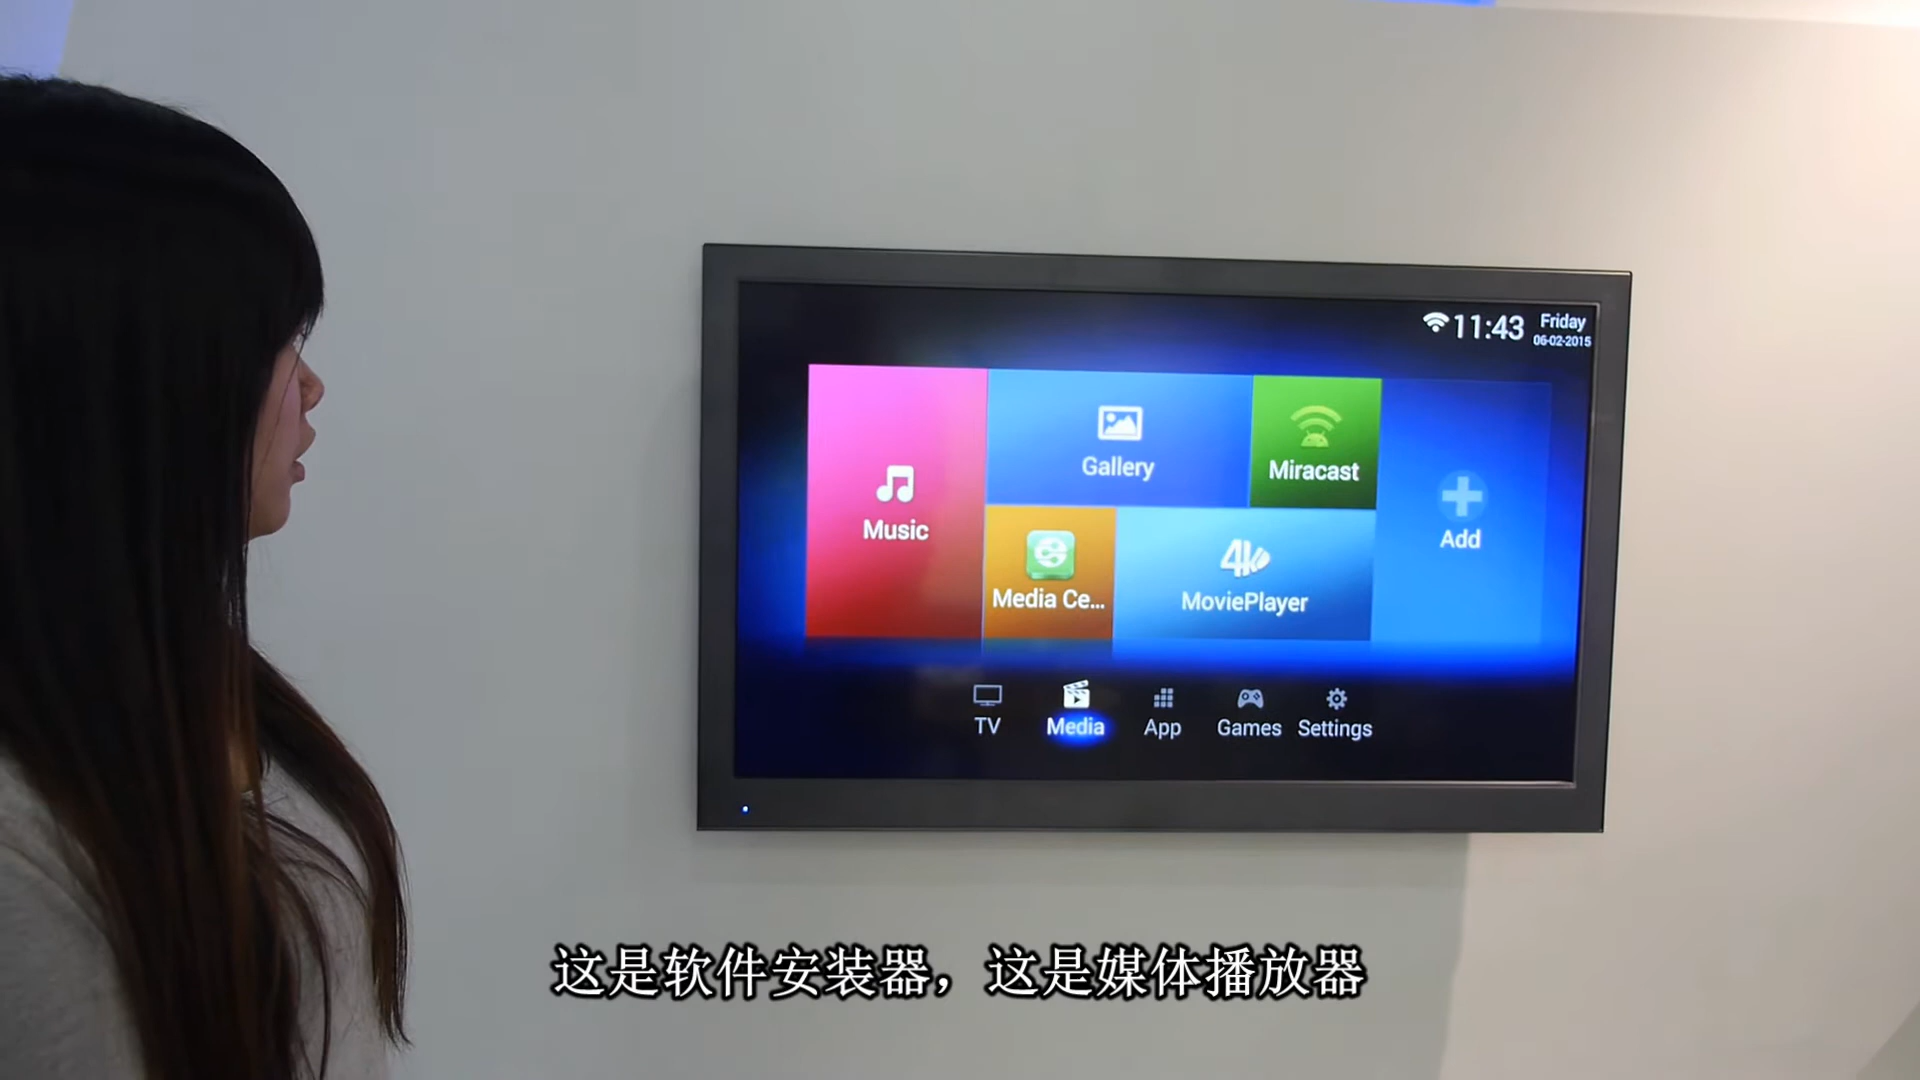 11:43
Friday
06-02-2015
Music
Gallery
Miracast
Add
Media Ce...
4k
MoviePlayer
TV
Media
App
Games
Settings
这是软件安装器，这是媒体播放器